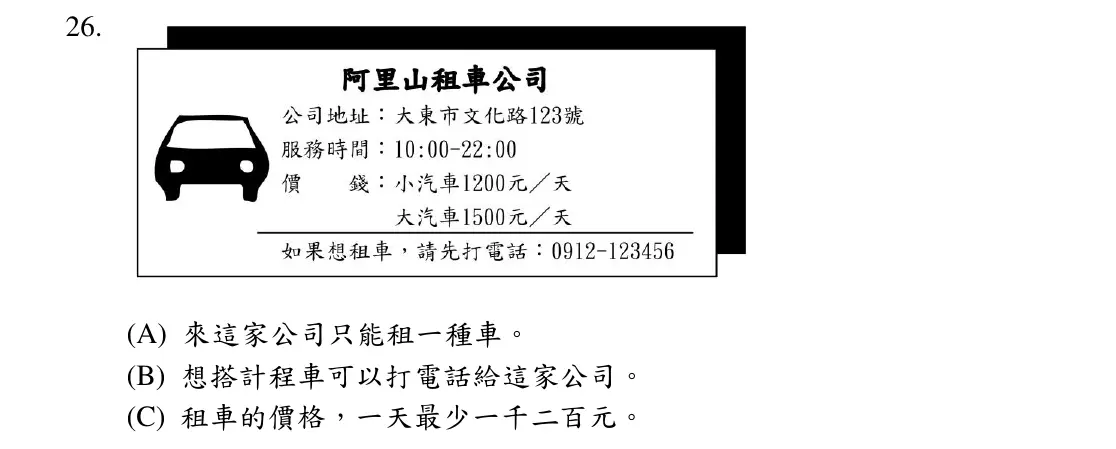 26.
阿里山租車公司
公司地址：大東市文化路123號
服務時間：10:00-22:00
價　　錢：小汽車1200元／天
大汽車1500元／天
如果想租車，請先打電話：0912-123456
(A) 來這家公司只能租一種車。
(B) 想搭計程車可以打電話給這家公司。
(C) 租車的價格，一天最少一千二百元。